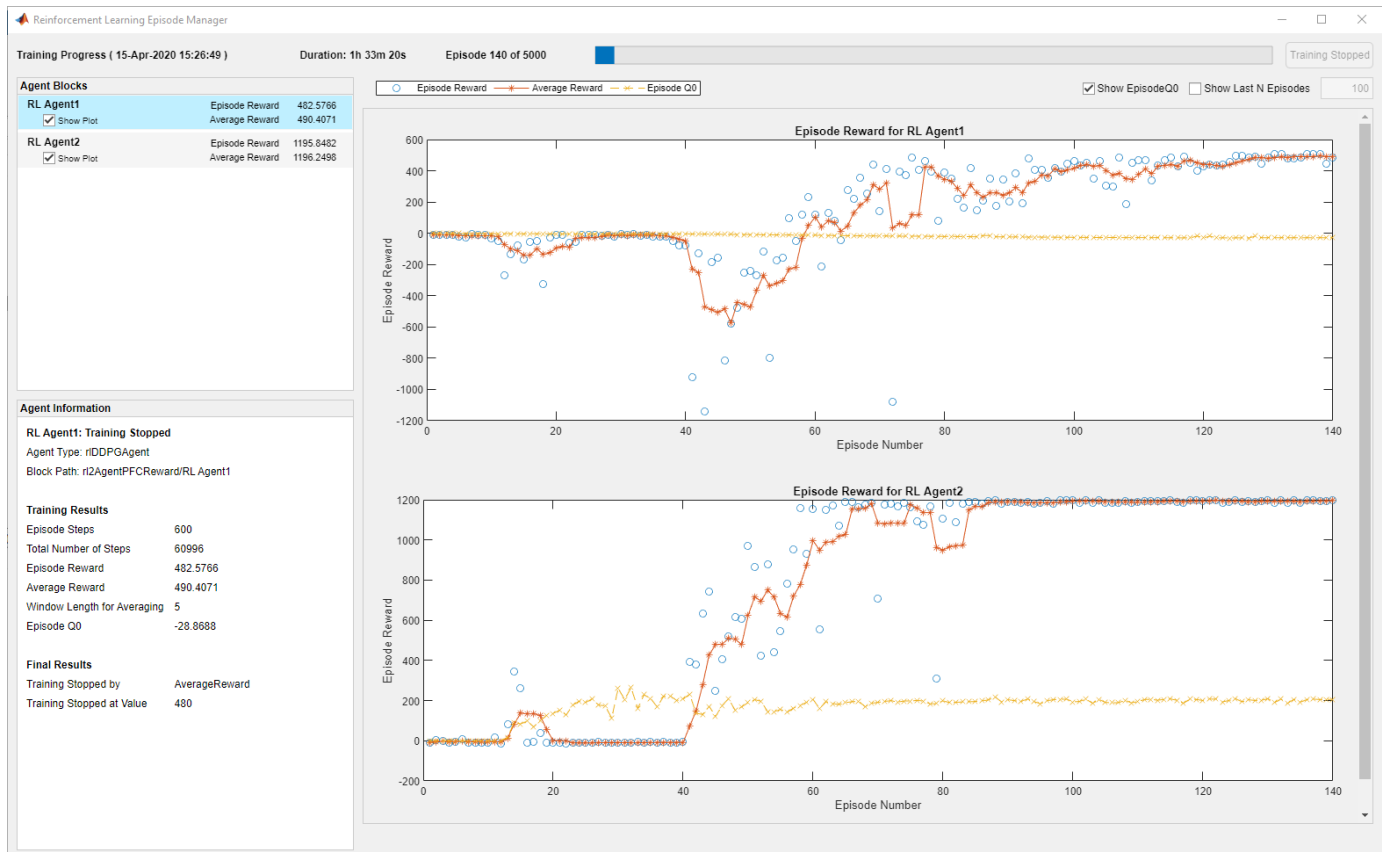 Reinforcement Learning Episode Manager
Training Progress ( 15-Apr-2020 15:26:49 )
Duration: 1h 33m 20s
Episode 140 of 5000
Training Stopped
Agent Blocks
RL Agent1 Episode Reward 482.5766
Show Plot Average Reward 490.4071
RL Agent2 Episode Reward 1195.8482
Show Plot Average Reward 1196.2498
Agent Information
RL Agent1: Training Stopped
Agent Type: rlDDPGAgent
Block Path: rl2AgentPFCReward/RL Agent1
Training Results
Episode Steps 600
Total Number of Steps 60996
Episode Reward 482.5766
Average Reward 490.4071
Window Length for Averaging 5
Episode Q0 -28.8688
Final Results
Training Stopped by AverageReward
Training Stopped at Value 480
Episode Reward Average Reward Episode Q0
Show EpisodeQ0 Show Last N Episodes 100
Episode Reward for RL Agent1
Episode Reward
600
400
200
0
-200
-400
-600
-800
-1000
-1200
0 20 40 60 80 100 120 140
Episode Number
Episode Reward for RL Agent2
Episode Reward
1200
1000
800
600
400
200
0
-200
0 20 40 60 80 100 120 140
Episode Number